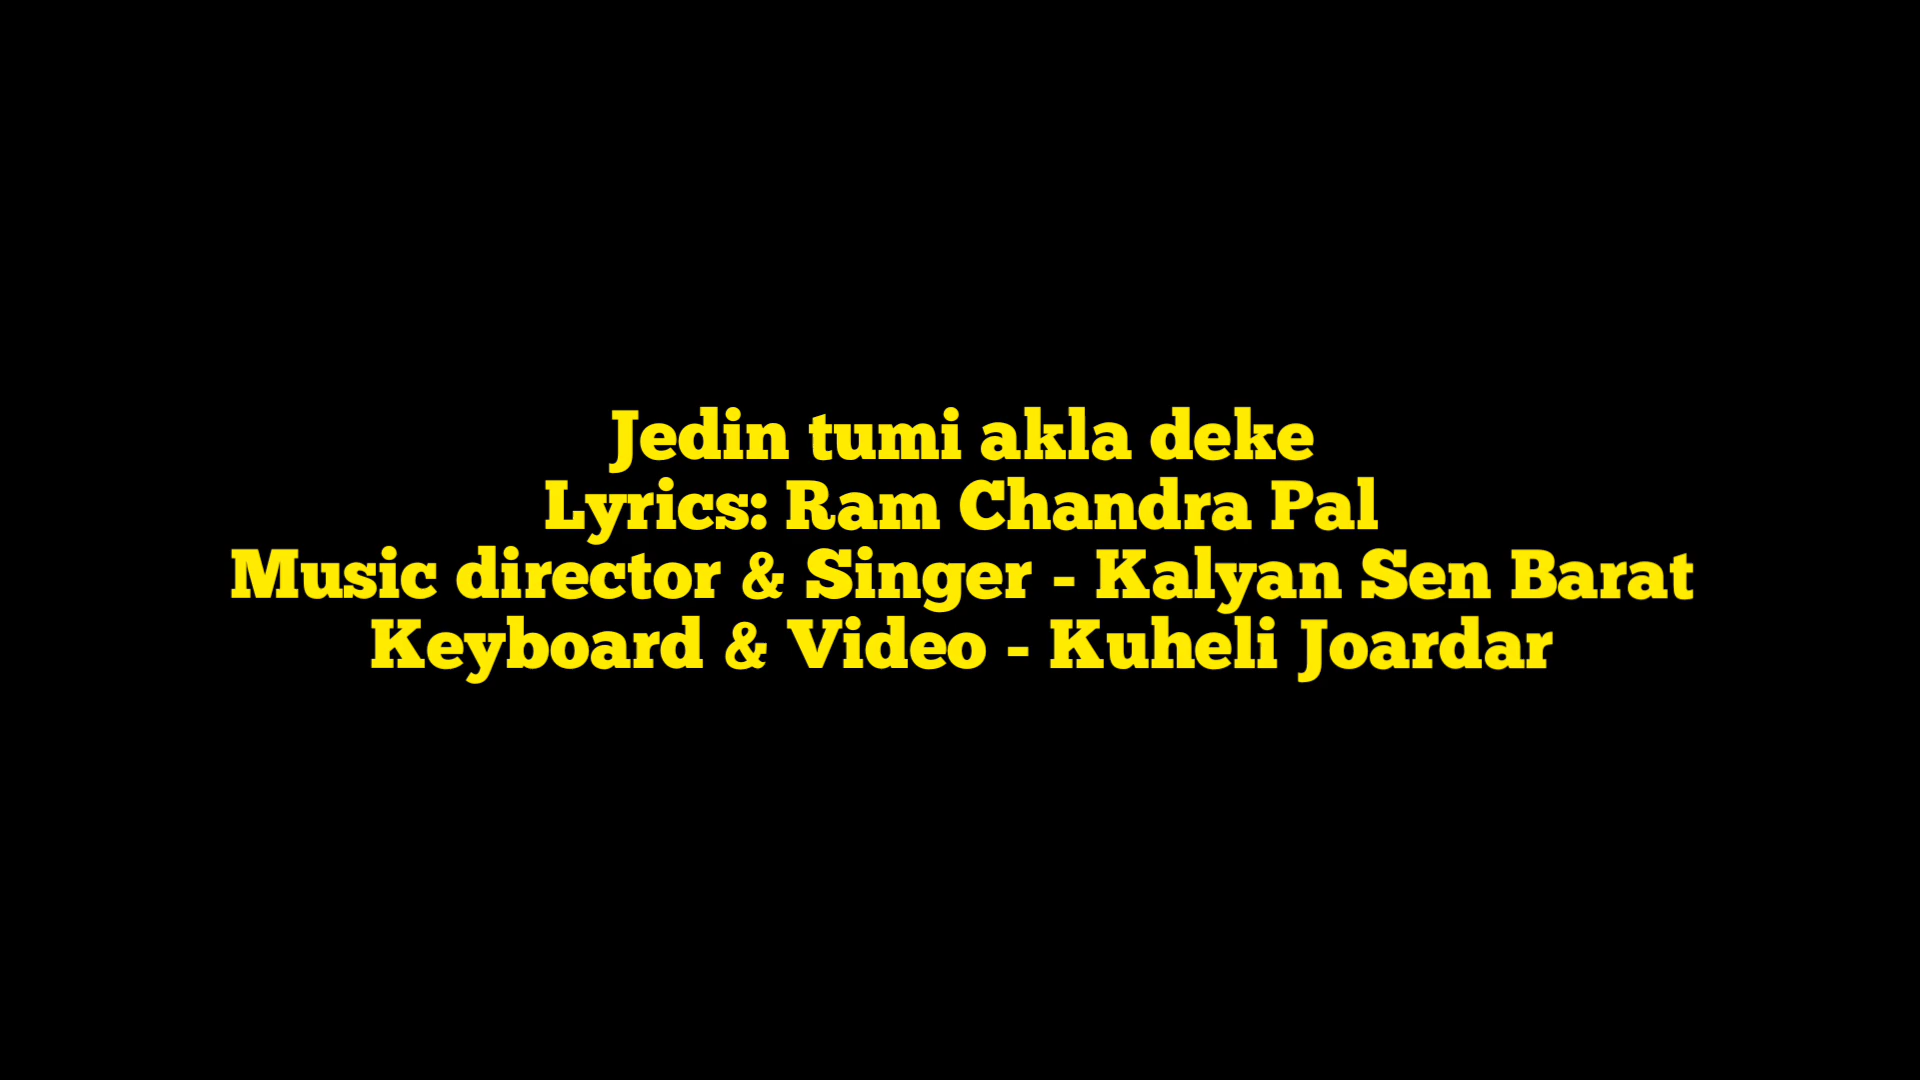 Jedin tumi akla deke
Lyrics: Ram Chandra Pal
Music director & Singer - Kalyan Sen Barat
Keyboard & Video - Kuheli Joardar